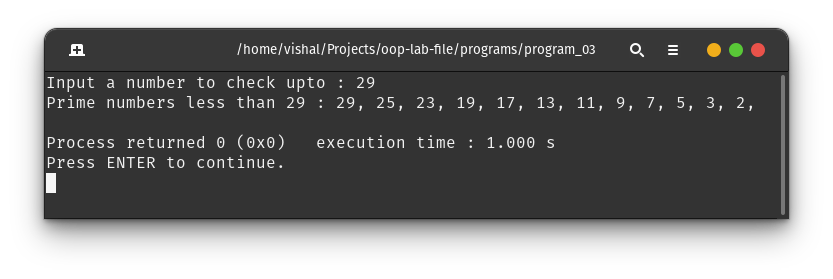 /home/vishal/Projects/oop-lab-file/programs/program_03
Input a number to check upto : 29
Prime numbers less than 29 : 29, 25, 23, 19, 17, 13, 11, 9, 7, 5, 3, 2,
Process returned 0 (0x0)   execution time : 1.000 s
Press ENTER to continue.